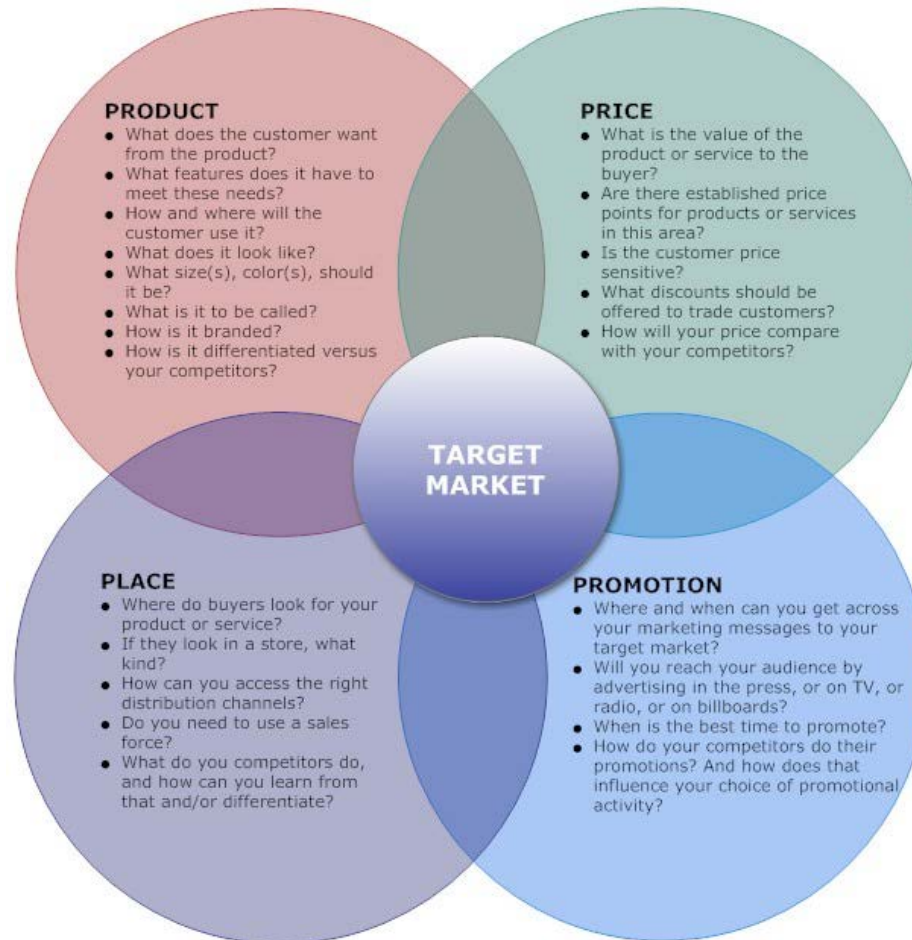 PRODUCT
● What does the customer want
from the product?
● What features does it have to
meet these needs?
● How and where will the
customer use it?
● What does it look like?
● What size(s), color(s), should
it be?
● What is it to be called?
● How is it branded?
● How is it differentiated versus
your competitors?
PRICE
● What is the value of the
product or service to the
buyer?
● Are there established price
points for products or services
in this area?
● Is the customer price
sensitive?
● What discounts should be
offered to trade customers?
● How will your price compare
with your competitors?
TARGET
MARKET
PLACE
● Where do buyers look for your
product or service?
● If they look in a store, what
kind?
● How can you access the right
distribution channels?
● Do you need to use a sales
force?
● What do you competitors do,
and how can you learn from
that and/or differentiate?
PROMOTION
● Where and when can you get across
your marketing messages to your
target market?
● Will you reach your audience by
advertising in the press, or on TV, or
radio, or on billboards?
● When is the best time to promote?
● How do your competitors do their
promotions? And how does that
influence your choice of promotional
activity?